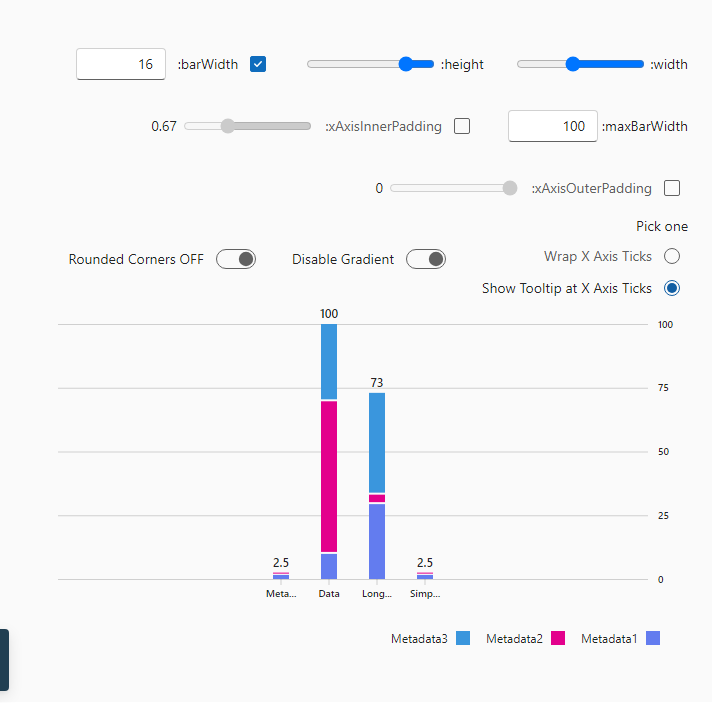 16 :barWidth :height :width
0.67 :xAxisInnerPadding 100 :maxBarWidth
0 :xAxisOuterPadding
Pick one
Rounded Corners OFF Disable Gradient Wrap X Axis Ticks
Show Tooltip at X Axis Ticks
100
100
73
75
50
25
2.5 2.5
0
Meta... Data Long... Simp...
Metadata3 Metadata2 Metadata1